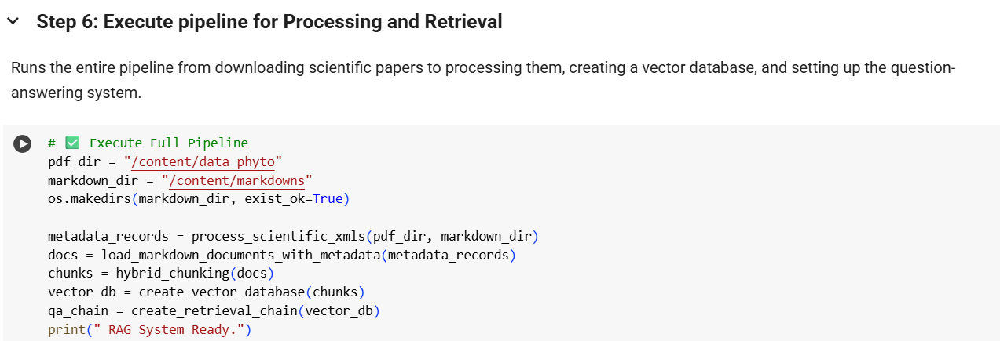 Step 6: Execute pipeline for Processing and Retrieval
Runs the entire pipeline from downloading scientific papers to processing them, creating a vector database, and setting up the question-
answering system.
# ✅ Execute Full Pipeline
pdf_dir = "/content/data_phyto"
markdown_dir = "/content/markdowns"
os.makedirs(markdown_dir, exist_ok=True)
metadata_records = process_scientific_xmls(pdf_dir, markdown_dir)
docs = load_markdown_documents_with_metadata(metadata_records)
chunks = hybrid_chunking(docs)
vector_db = create_vector_database(chunks)
qa_chain = create_retrieval_chain(vector_db)
print(" RAG System Ready.")